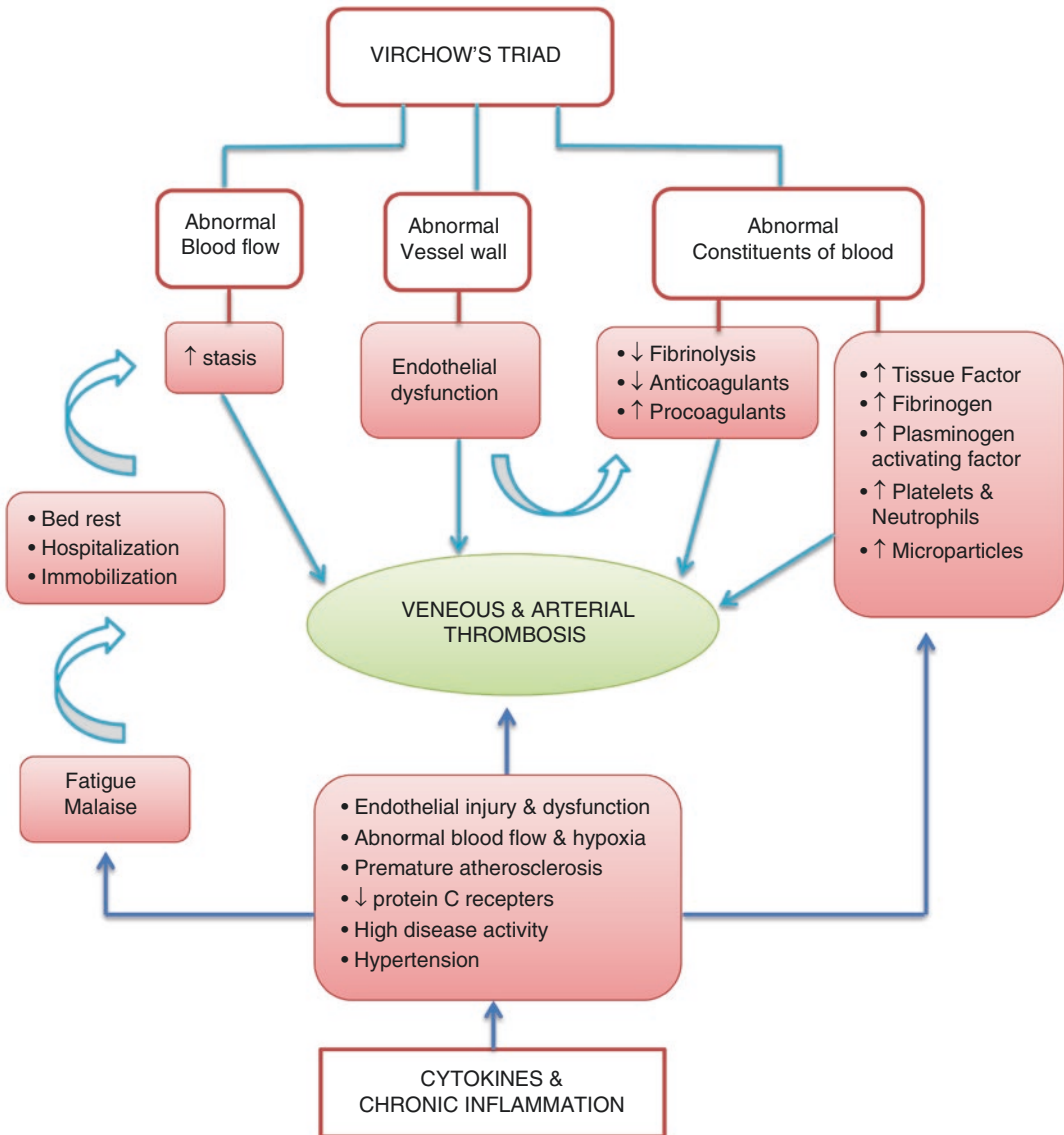 VIRCHOW'S TRIAD
Abnormal
Blood flow
Abnormal
Vessel wall
Abnormal
Constituents of blood
↑ stasis
Endothelial
dysfunction
• ↓ Fibrinolysis
• ↓ Anticoagulants
• ↑ Procoagulants
• ↑ Tissue Factor
• ↑ Fibrinogen
• ↑ Plasminogen
activating factor
• ↑ Platelets &
Neutrophils
• ↑ Microparticles
• Bed rest
• Hospitalization
• Immobilization
VENEOUS & ARTERIAL
THROMBOSIS
Fatigue
Malaise
• Endothelial injury & dysfunction
• Abnormal blood flow & hypoxia
• Premature atherosclerosis
• ↓ protein C recepters
• High disease activity
• Hypertension
CYTOKINES &
CHRONIC INFLAMMATION